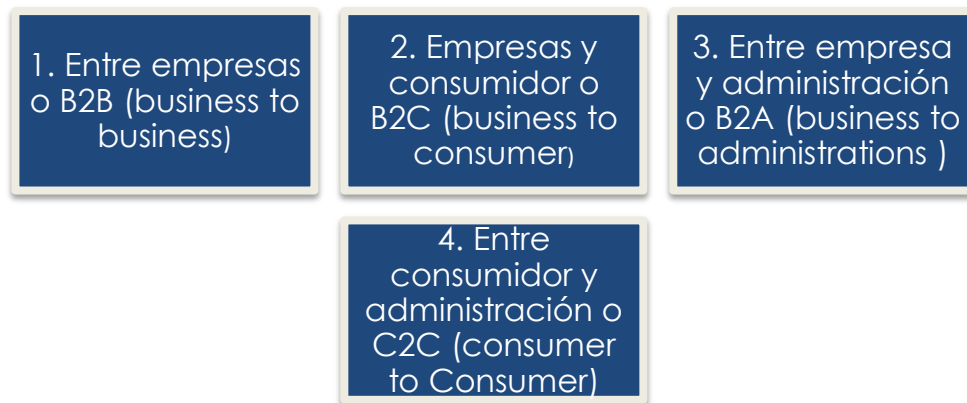 1. Entre empresas
o B2B (business to
business)
2. Empresas y
consumidor o
B2C (business to
consumer)
3. Entre empresa
y administración
o B2A (business to
administrations )
4. Entre
consumidor y
administración o
C2C (consumer
to Consumer)